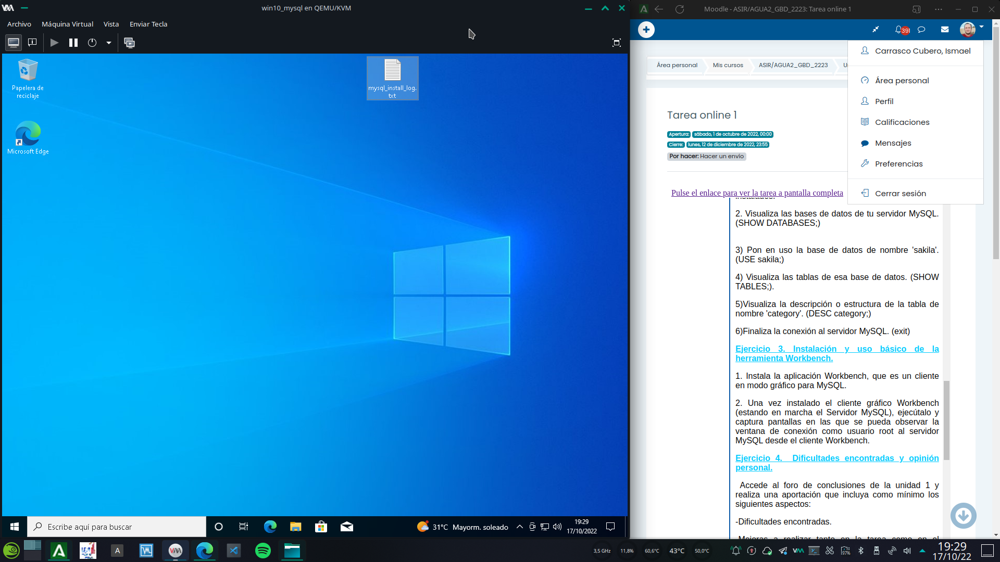 win10_mysql en QEMU/KVM
Archivo Máquina Virtual Vista Enviar Tecla
Papelera de
reciclaje
Microsoft Edge
mysql_install_log.
txt
Escribe aquí para buscar
31°C Mayorm. soleado
19:29
17/10/2022
Moodle - ASIR/AGUA2_GBD_2223: Tarea online 1
391
Carrasco Cubero, Ismael
Área personal
Perfil
Calificaciones
Mensajes
Preferencias
Cerrar sesión
Área personal Mis cursos ASIR/AGUA2_GBD_2223
Tarea online 1
Apertura: sábado, 1 de octubre de 2022, 00:00
Cierre: lunes, 12 de diciembre de 2022, 23:55
Por hacer: Hacer un envío
Pulse el enlace para ver la tarea a pantalla completa
2. Visualiza las bases de datos de tu servidor MySQL.
(SHOW DATABASES;)
3) Pon en uso la base de datos de nombre 'sakila'.
(USE sakila;)
4) Visualiza las tablas de esa base de datos. (SHOW
TABLES;).
5)Visualiza la descripción o estructura de la tabla de
nombre 'category'. (DESC category;)
6)Finaliza la conexión al servidor MySQL. (exit)
Ejercicio 3. Instalación y uso básico de la
herramienta Workbench.
1. Instala la aplicación Workbench, que es un cliente
en modo gráfico para MySQL.
2. Una vez instalado el cliente gráfico Workbench
(estando en marcha el Servidor MySQL), ejecútalo y
captura pantallas en las que se pueda observar la
ventana de conexión como usuario root al servidor
MySQL desde el cliente Workbench.
Ejercicio 4. Dificultades encontradas y opinión
personal.
Accede al foro de conclusiones de la unidad 1 y
realiza una aportación que incluya como mínimo los
siguientes aspectos:
-Dificultades encontradas.
3,5 GHz 11,8% 60,6°C 43°C 50,0°C
97%
19:29
17/10/22